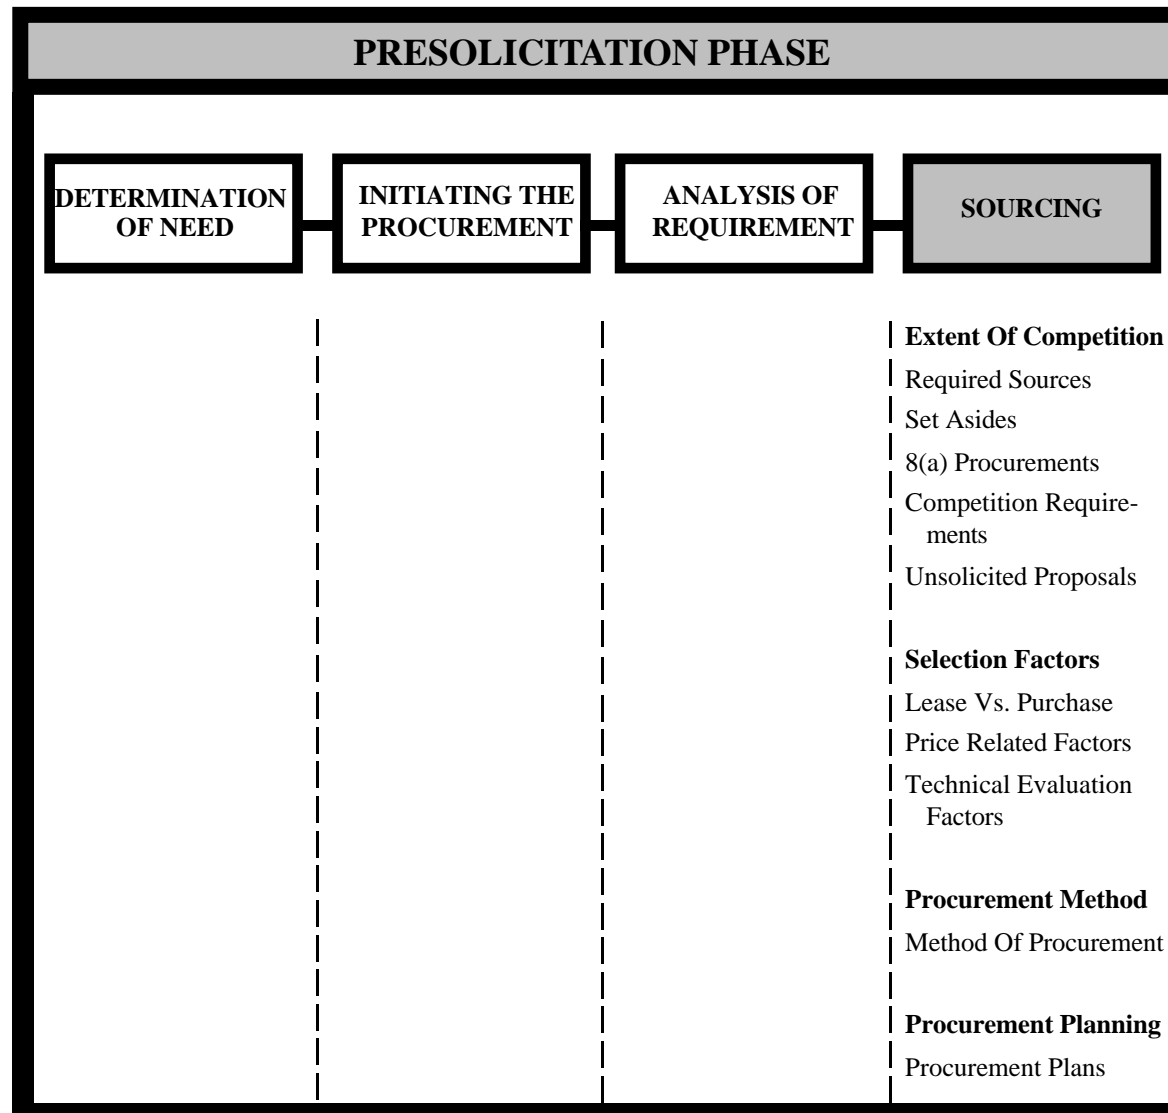 PRESOLICITATION PHASE
DETERMINATION
OF NEED
INITIATING THE
PROCUREMENT
ANALYSIS OF
REQUIREMENT
SOURCING
Extent Of Competition
Required Sources
Set Asides
8(a) Procurements
Competition Require-
ments
Unsolicited Proposals
Selection Factors
Lease Vs. Purchase
Price Related Factors
Technical Evaluation
Factors
Procurement Method
Method Of Procurement
Procurement Planning
Procurement Plans